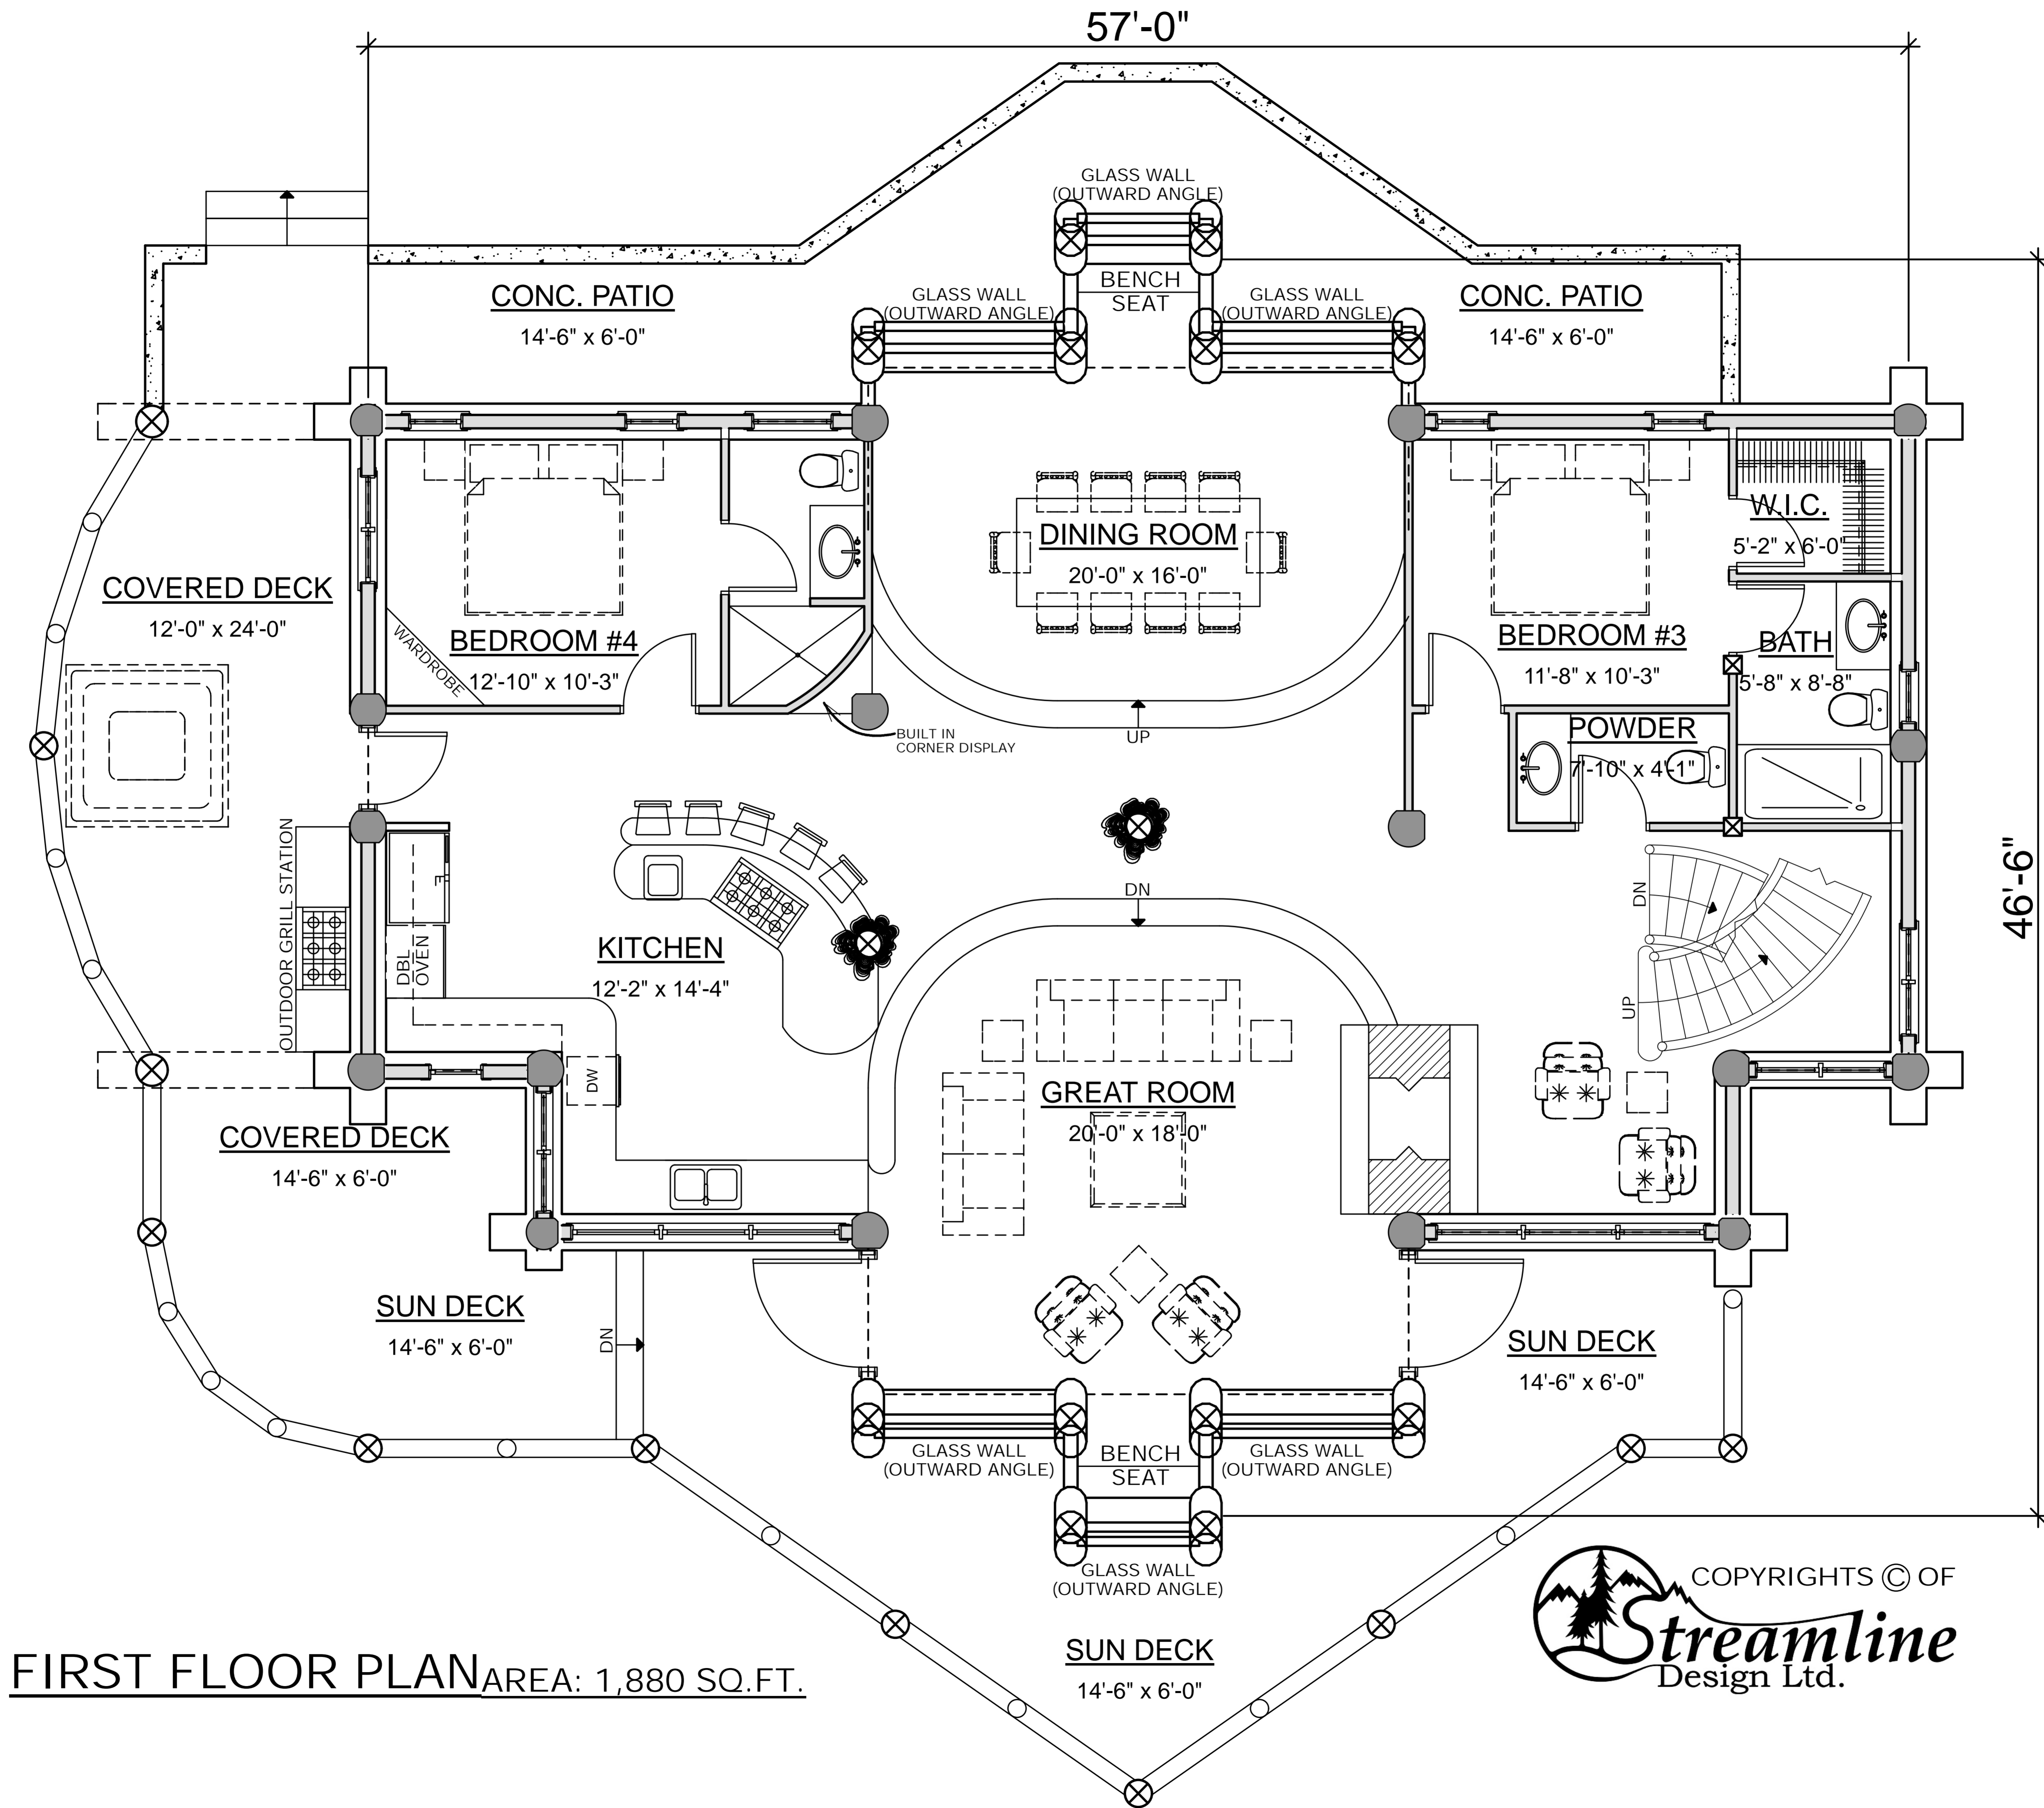 57'-0"
GLASS WALL
(OUTWARD ANGLE)
BENCH
SEAT
CONC. PATIO
14'-6" x 6'-0"
GLASS WALL
(OUTWARD ANGLE)
GLASS WALL
(OUTWARD ANGLE)
CONC. PATIO
14'-6" x 6'-0"
COVERED DECK
12'-0" x 24'-0"
WARDROBE
BEDROOM #4
12'-10" x 10'-3"
DINING ROOM
20'-0" x 16'-0"
W.I.C.
5'-2" x 6'-0"
BEDROOM #3
11'-8" x 10'-3"
BATH
5'-8" x 8'-8"
BUILT IN
CORNER DISPLAY
UP
POWDER
7'-10" x 4'-1"
OUTDOOR GRILL STATION
F
DBL
OVEN
KITCHEN
12'-2" x 14'-4"
DN
DN
UP
46'-6"
DW
GREAT ROOM
20'-0" x 18'-0"
COVERED DECK
14'-6" x 6'-0"
SUN DECK
14'-6" x 6'-0"
DN
SUN DECK
14'-6" x 6'-0"
GLASS WALL
(OUTWARD ANGLE)
BENCH
SEAT
GLASS WALL
(OUTWARD ANGLE)
GLASS WALL
(OUTWARD ANGLE)
SUN DECK
14'-6" x 6'-0"
FIRST FLOOR PLAN AREA: 1,880 SQ.FT.
COPYRIGHTS © OF
Streamline
Design Ltd.